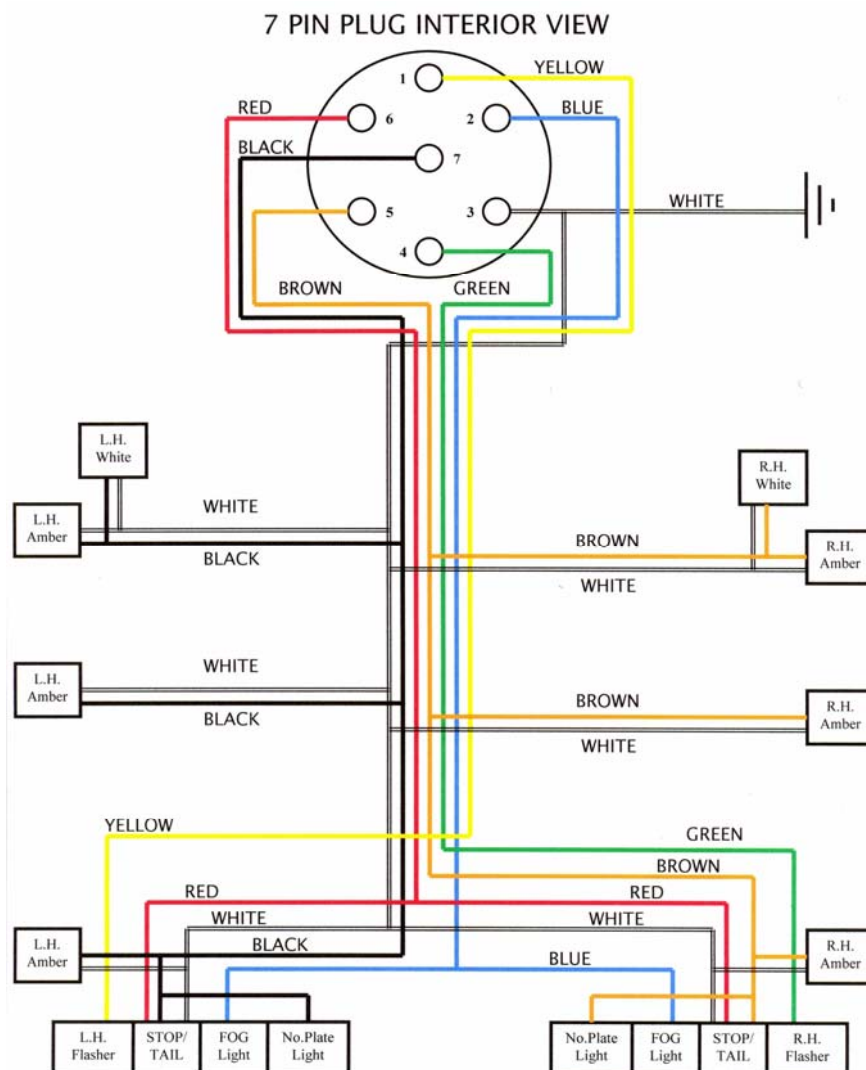 7 PIN PLUG INTERIOR VIEW
1
YELLOW
RED
6
2
BLUE
BLACK
7
5
3
WHITE
4
BROWN
GREEN
L.H.
White
R.H.
White
L.H.
Amber
WHITE
BLACK
BROWN
WHITE
R.H.
Amber
L.H.
Amber
WHITE
BLACK
BROWN
WHITE
R.H.
Amber
YELLOW
GREEN
BROWN
RED
RED
WHITE
WHITE
L.H.
Amber
BLACK
BLUE
R.H.
Amber
L.H.
Flasher
STOP/
TAIL
FOG
Light
No.Plate
Light
No.Plate
Light
FOG
Light
STOP/
TAIL
R.H.
Flasher